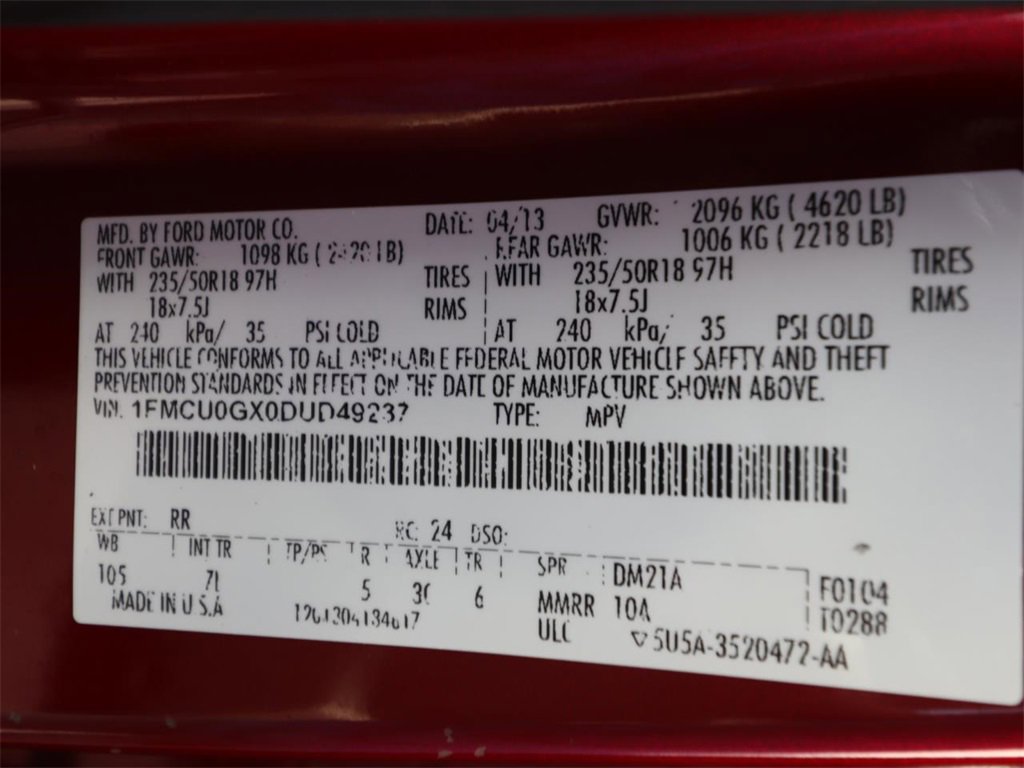 MFD. BY FORD MOTOR CO. DATE: 04/13 GVWR: 2096 KG ( 4620 LB)
FRONT GAWR: 1098 KG ( LB) REAR GAWR: 1006 KG ( 2218 LB)
WITH 235/50R18 97H TIRES WITH 235/50R18 97H TIRES
18x7.5J RIMS 18x7.5J RIMS
AT 240 kPa/ 35 PSI COLD AT 240 kPa/ 35 PSI COLD
THIS VEHICLE CONFORMS TO ALL APPLICABLE FEDERAL MOTOR VEHICLE SAFETY AND THEFT
PREVENTION STANDARDS IN EFFECT ON THE DATE OF MANUFACTURE SHOWN ABOVE.
VIN: 1FMCU0GX0DUD49237 TYPE: MPV
EXT PNT: RR RC: 24 DSO:
WB INT TR TP/PS R AXLE TR SPR DM21A F0104
105 7L 5 6 MMRR 10A T0288
MADE IN U.S.A ULC 5U5A-3520472-AA